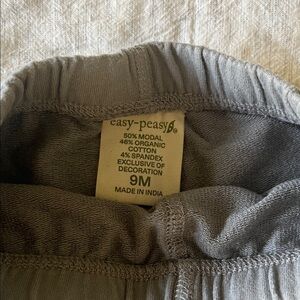 easy-peasy®
50% MODAL
46% ORGANIC
COTTON
4% SPANDEX
EXCLUSIVE OF
DECORATION
9M
MADE IN INDIA